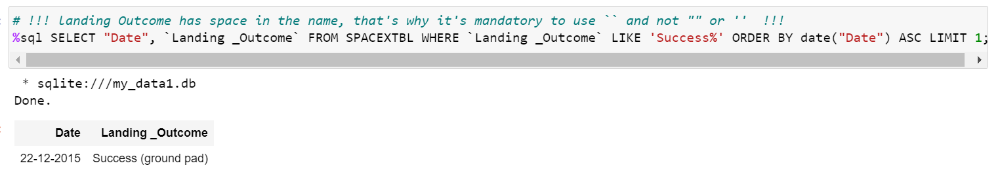 # !!! Landing Outcome has space in the name, that's why it's mandatory to use `` and not "" or ''  !!!
%sql SELECT "Date", `Landing _Outcome` FROM SPACEXTBL WHERE `Landing _Outcome` LIKE 'Success%' ORDER BY date("Date") ASC LIMIT 1;
* sqlite:///my_data1.db
Done.
Date Landing _Outcome
22-12-2015 Success (ground pad)